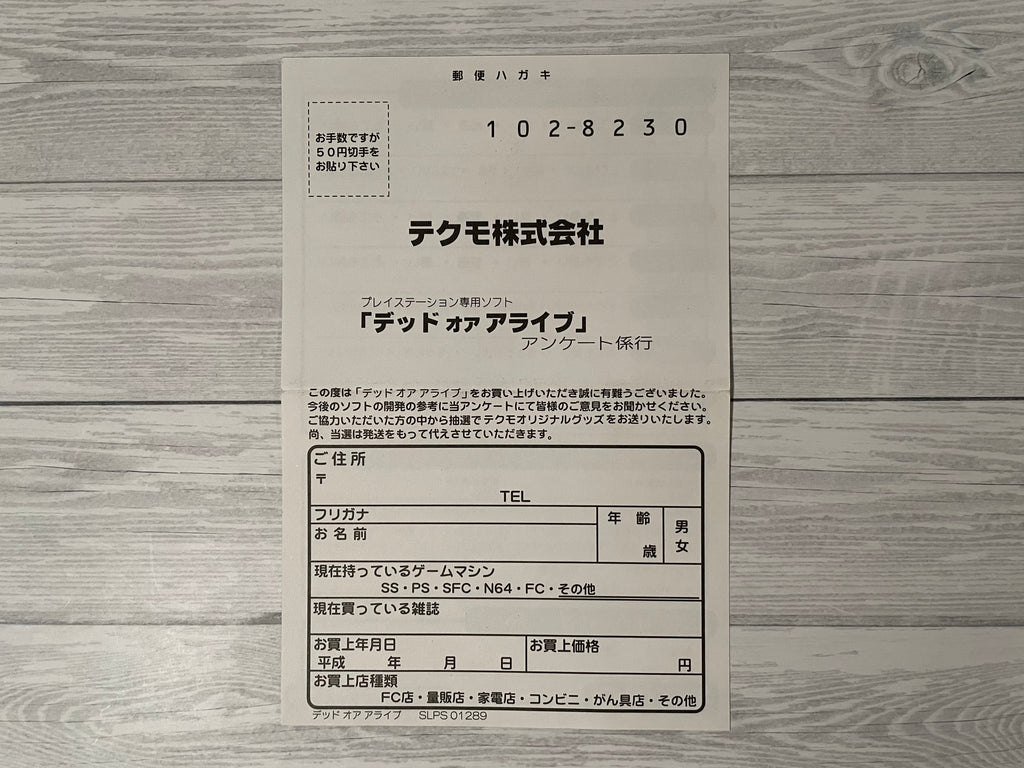 郵便ハガキ
お手数ですが
50円切手を
お貼り下さい
102-8230
テクモ株式会社
プレイステーション専用ソフト
「デッド オア アライブ」
アンケート係行
この度は「デッド オア アライブ」をお買い上げいただき誠に有難うございました。
今後のソフトの開発の参考に当アンケートにて皆様のご意見をお聞かせください。
ご協力いただいた方の中から抽選でテクモオリジナルグッズをお送りいたします。
尚、当選は発送をもって代えさせていただきます。
ご住所
〒
TEL
フリガナ
お名前
年 齢
歳
男
女
現在持っているゲームマシン
SS・PS・SFC・N64・FC・その他
現在買っている雑誌
お買上年月日
平成 年 月 日
お買上価格
円
お買上店種類
FC店・量販店・家電店・コンビニ・がん具店・その他
デッド オア アライブ SLPS 01289